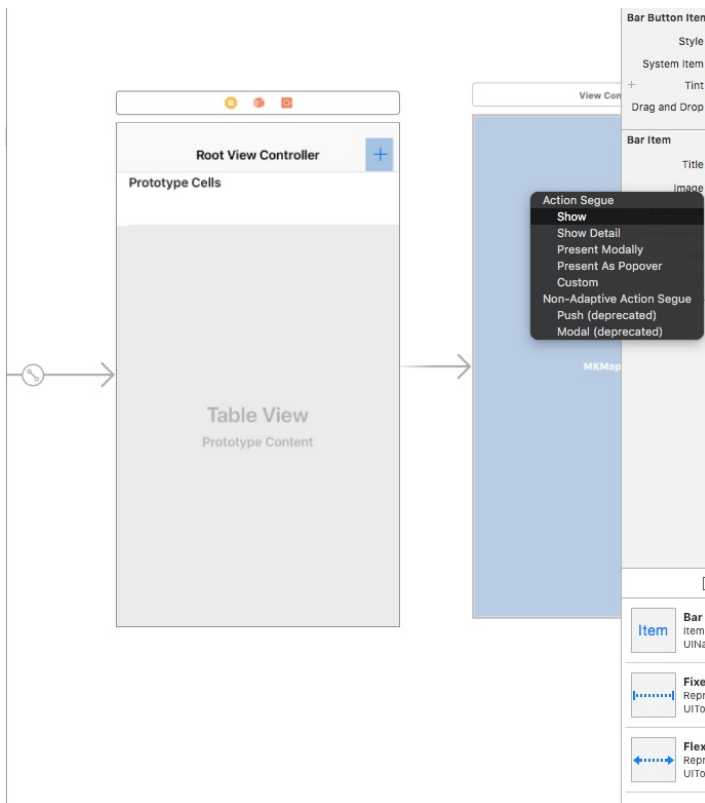 Root View Controller
+
Prototype Cells
Table View
Prototype Content
View Con
MKMap
Action Segue
Show
Show Detail
Present Modally
Present As Popover
Custom
Non-Adaptive Action Segue
Push (deprecated)
Modal (deprecated)
Bar Button Item
Style
System Item
+ Tint
Drag and Drop
Bar Item
Title
Image
Item
Bar
item
UINa
Fixe
Repr
UITo
Flex
Repr
UITo